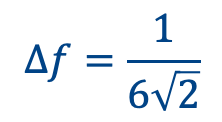 Δf = 1/(6√2)